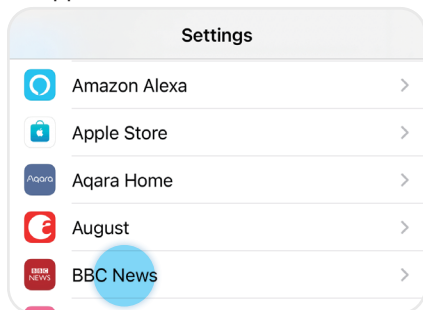 Settings
Amazon Alexa
Apple Store
Aqara
Aqara Home
August
BBC
NEWS
BBC News